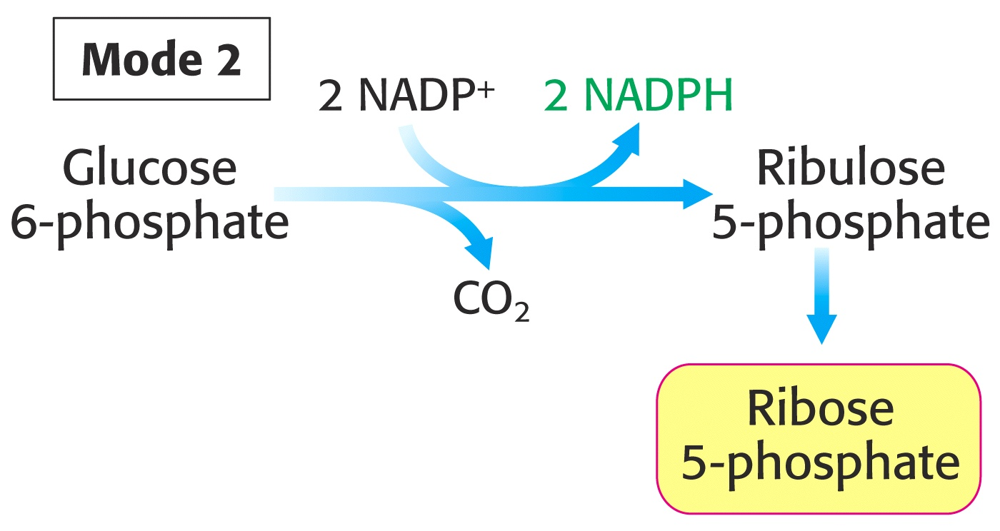 Mode 2
2 NADP⁺ 2 NADPH
Glucose
6-phosphate
Ribulose
5-phosphate
CO₂
Ribose
5-phosphate